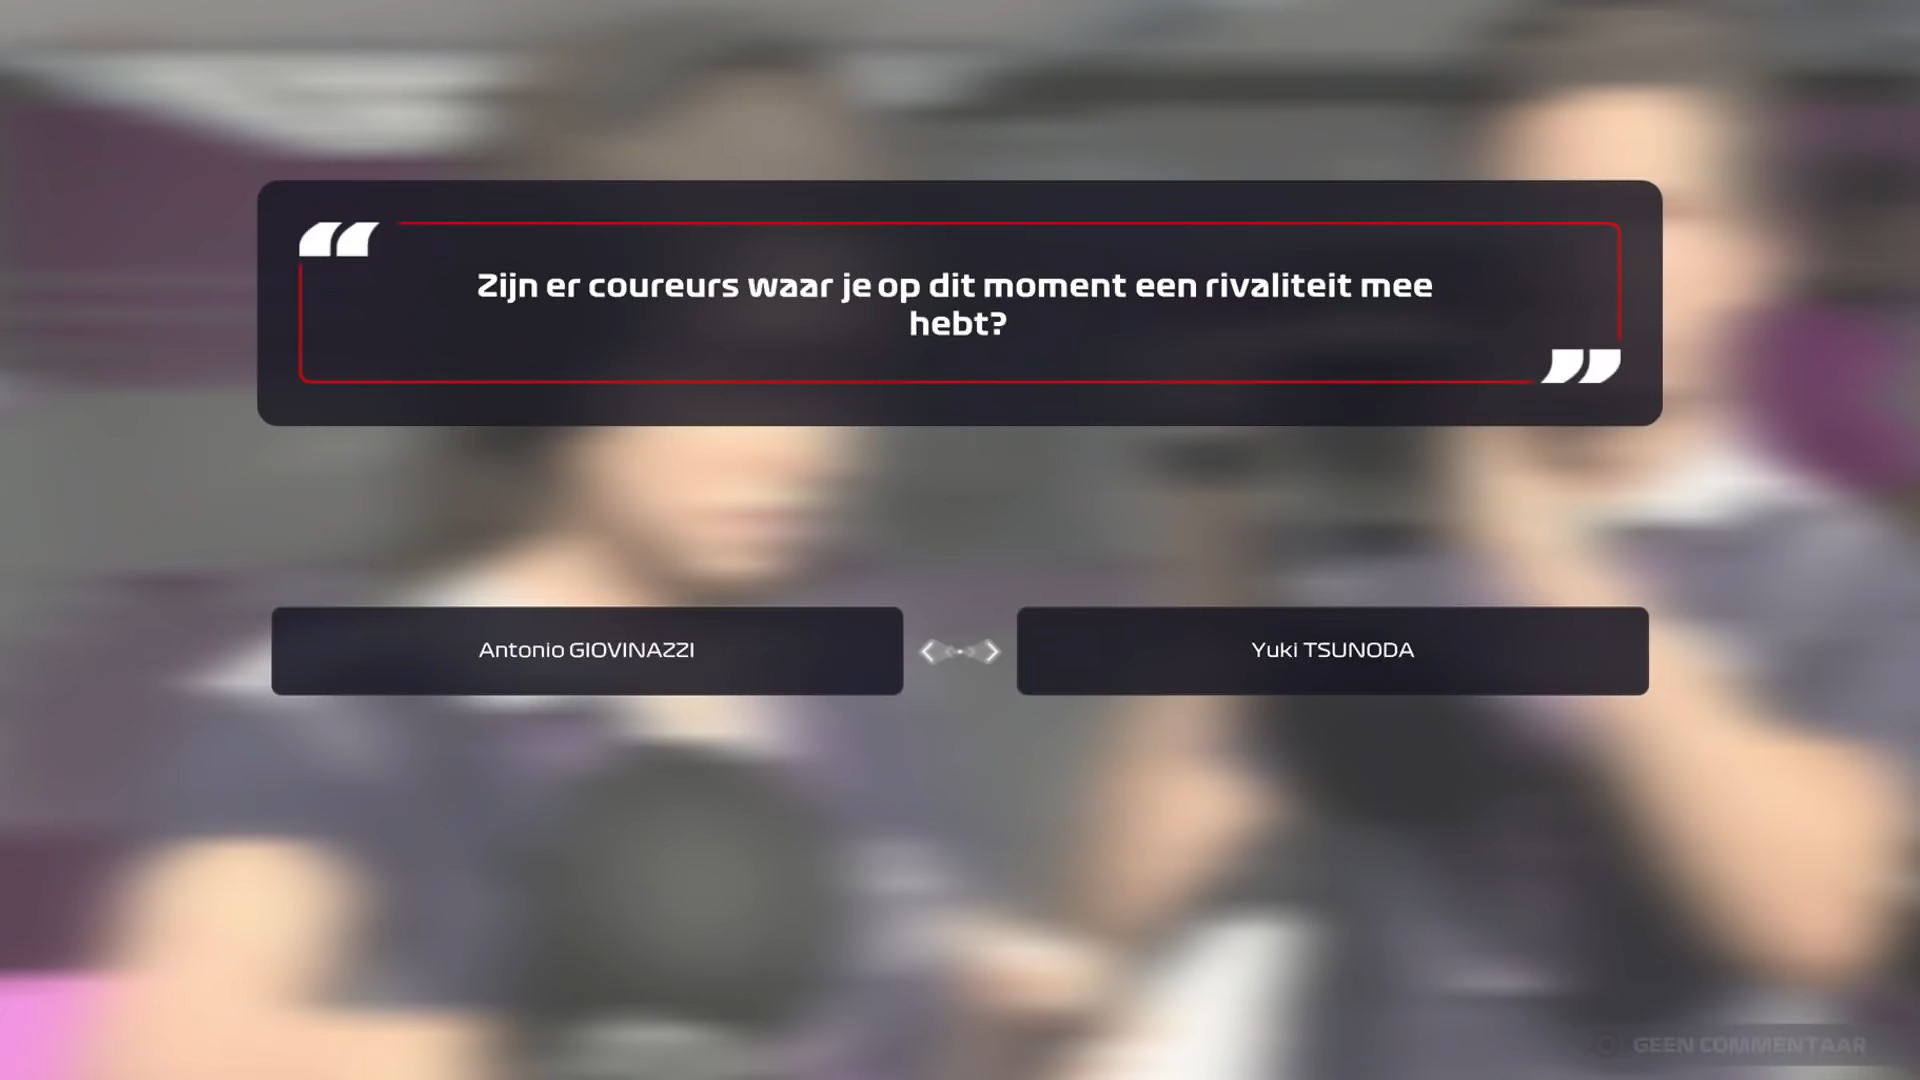 Zijn er coureurs waar je op dit moment een rivaliteit mee
hebt?
Antonio GIOVINAZZI
Yuki TSUNODA
GEEN COMMENTAAR